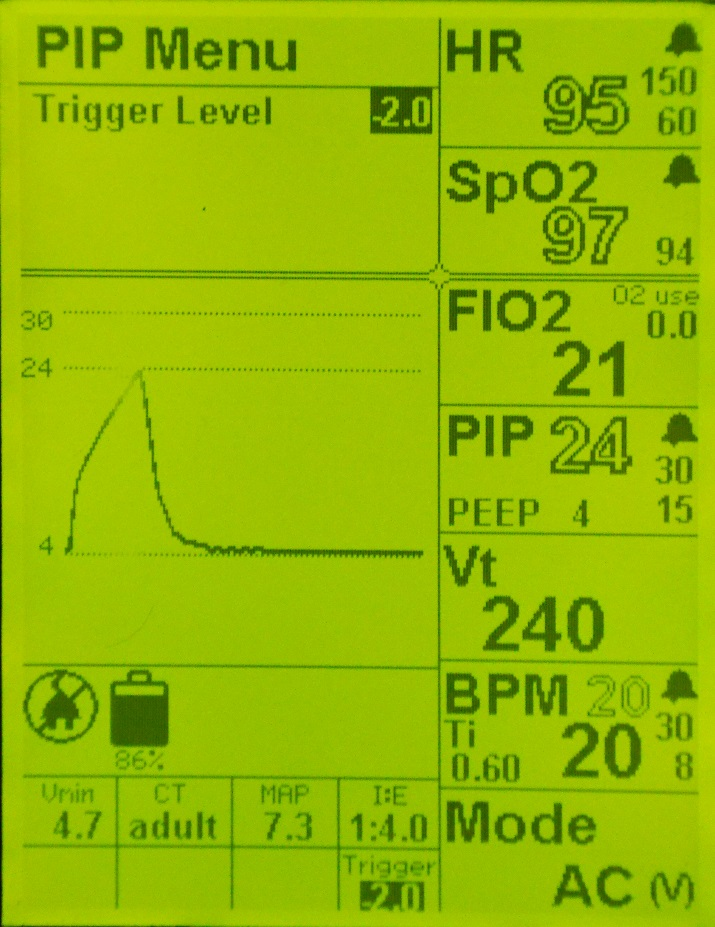 PIP Menu
Trigger Level -2.0
30
24
4
86%
Vmin CT MAP I:E
4.7 adult 7.3 1:4.0
Trigger
-2.0
HR
150
95 60
SpO2
97 94
FIO2 O2 use
0.0
21
PIP 24
30
PEEP 4 15
Vt
240
BPM 20
Ti 30
0.60 20 8
Mode
AC (V)